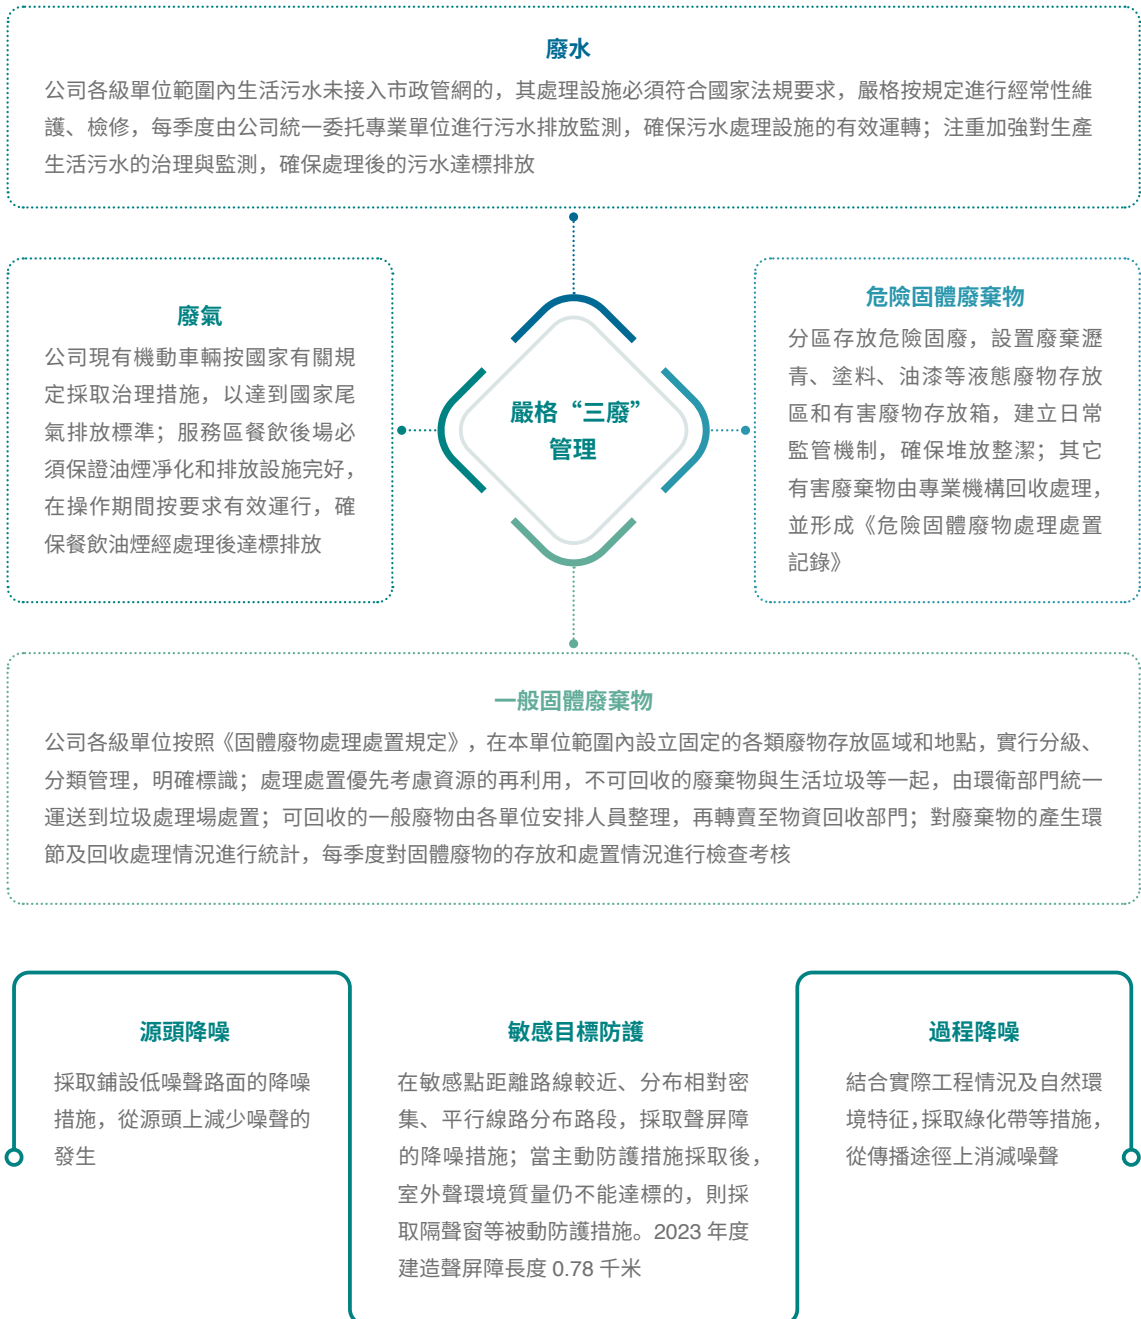 廢水
公司各級單位範圍內生活污水未接入市政管網的，其處理設施必須符合國家法規要求，嚴格按規定進行經常性維
護、檢修，每季度由公司統一委托專業單位進行污水排放監測，確保污水處理設施的有效運轉；注重加強對生產
生活污水的治理與監測，確保處理後的污水達標排放
廢氣
公司現有機動車輛按國家有關規
定採取治理措施，以達到國家尾
氣排放標準；服務區餐飲後場必
須保證油煙凈化和排放設施完好，
在操作期間按要求有效運行，確
保餐飲油煙經處理後達標排放
嚴格“三廢”
管理
危險固體廢棄物
分區存放危險固廢，設置廢棄瀝
青、塗料、油漆等液態廢物存放
區和有害廢物存放箱，建立日常
監管機制，確保堆放整潔；其它
有害廢棄物由專業機構回收處理，
並形成《危險固體廢物處理處置
記錄》
一般固體廢棄物
公司各級單位按照《固體廢物處理處置規定》，在本單位範圍內設立固定的各類廢物存放區域和地點，實行分級、
分類管理，明確標識；處理處置優先考慮資源的再利用，不可回收的廢棄物與生活垃圾等一起，由環衛部門統一
運送到垃圾處理場處置；可回收的一般廢物由各單位安排人員整理，再轉賣至物資回收部門；對廢棄物的產生環
節及回收處理情況進行統計，每季度對固體廢物的存放和處置情況進行檢查考核
源頭降噪
採取鋪設低噪聲路面的降噪
措施，從源頭上減少噪聲的
發生
敏感目標防護
在敏感點距離路線較近、分布相對密
集、平行線路分布路段，採取聲屏障
的降噪措施；當主動防護措施採取後，
室外聲環境質量仍不能達標的，則採
取隔聲窗等被動防護措施。2023 年度
建造聲屏障長度 0.78 千米
過程降噪
結合實際工程情況及自然環
境特征，採取綠化帶等措施，
從傳播途徑上消減噪聲